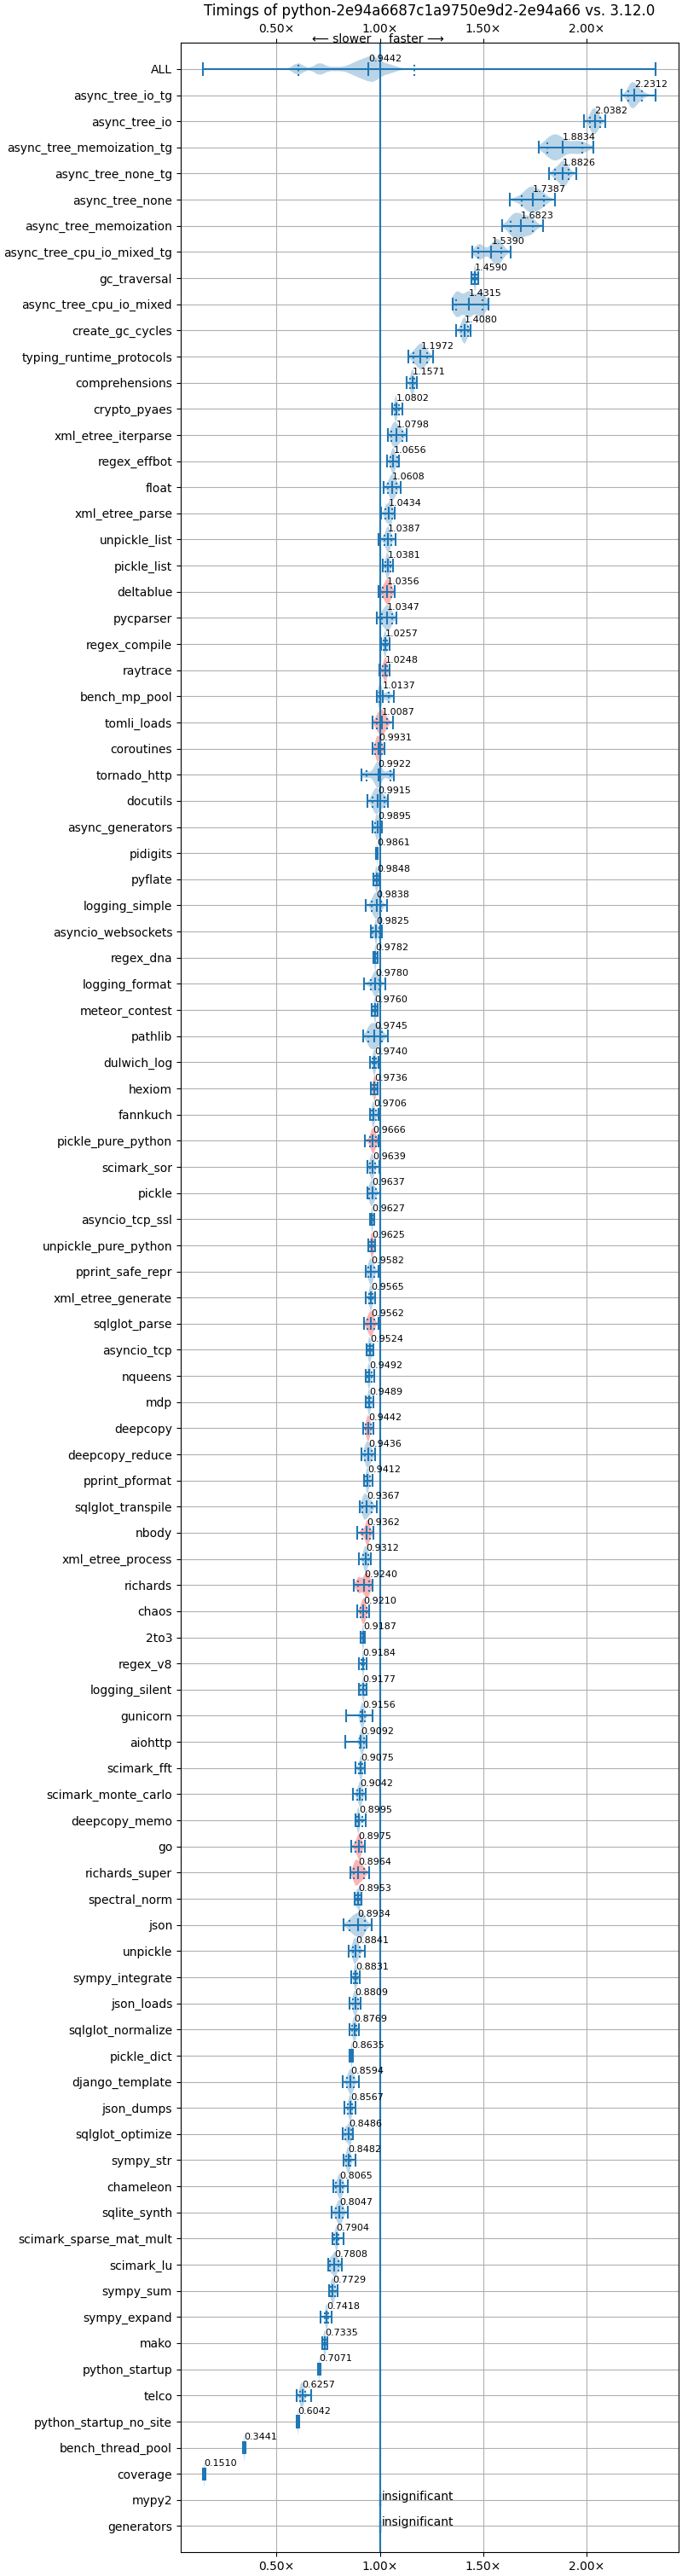 Timings of python-2e94a6687c1a9750e9d2-2e94a66 vs. 3.12.0
0.50× 1.00× 1.50× 2.00×
⟵ slower faster ⟶
ALL 0.9442
async_tree_io_tg 2.2312
async_tree_io 2.0382
async_tree_memoization_tg 1.8834
async_tree_none_tg 1.8826
async_tree_none 1.7387
async_tree_memoization 1.6823
async_tree_cpu_io_mixed_tg 1.5390
gc_traversal 1.4590
async_tree_cpu_io_mixed 1.4315
create_gc_cycles 1.4080
typing_runtime_protocols 1.1972
comprehensions 1.1571
crypto_pyaes 1.0802
xml_etree_iterparse 1.0798
regex_effbot 1.0656
float 1.0608
xml_etree_parse 1.0434
unpickle_list 1.0387
pickle_list 1.0381
deltablue 1.0356
pycparser 1.0347
regex_compile 1.0257
raytrace 1.0248
bench_mp_pool 1.0137
tomli_loads 1.0087
coroutines 0.9931
tornado_http 0.9922
docutils 0.9915
async_generators 0.9895
pidigits 0.9861
pyflate 0.9848
logging_simple 0.9838
asyncio_websockets 0.9825
regex_dna 0.9782
logging_format 0.9780
meteor_contest 0.9760
pathlib 0.9745
dulwich_log 0.9740
hexiom 0.9736
fannkuch 0.9706
pickle_pure_python 0.9666
scimark_sor 0.9639
pickle 0.9637
asyncio_tcp_ssl 0.9627
unpickle_pure_python 0.9625
pprint_safe_repr 0.9582
xml_etree_generate 0.9565
sqlglot_parse 0.9562
asyncio_tcp 0.9524
nqueens 0.9492
mdp 0.9489
deepcopy 0.9442
deepcopy_reduce 0.9436
pprint_pformat 0.9412
sqlglot_transpile 0.9367
nbody 0.9362
xml_etree_process 0.9312
richards 0.9240
chaos 0.9210
2to3 0.9187
regex_v8 0.9184
logging_silent 0.9177
gunicorn 0.9156
aiohttp 0.9092
scimark_fft 0.9075
scimark_monte_carlo 0.9042
deepcopy_memo 0.8995
go 0.8975
richards_super 0.8964
spectral_norm 0.8953
json 0.8934
unpickle 0.8841
sympy_integrate 0.8831
json_loads 0.8809
sqlglot_normalize 0.8769
pickle_dict 0.8635
django_template 0.8594
json_dumps 0.8567
sqlglot_optimize 0.8486
sympy_str 0.8482
chameleon 0.8065
sqlite_synth 0.8047
scimark_sparse_mat_mult 0.7904
scimark_lu 0.7808
sympy_sum 0.7729
sympy_expand 0.7418
mako 0.7335
python_startup 0.7071
telco 0.6257
python_startup_no_site 0.6042
bench_thread_pool 0.3441
coverage 0.1510
mypy2 insignificant
generators insignificant
0.50× 1.00× 1.50× 2.00×